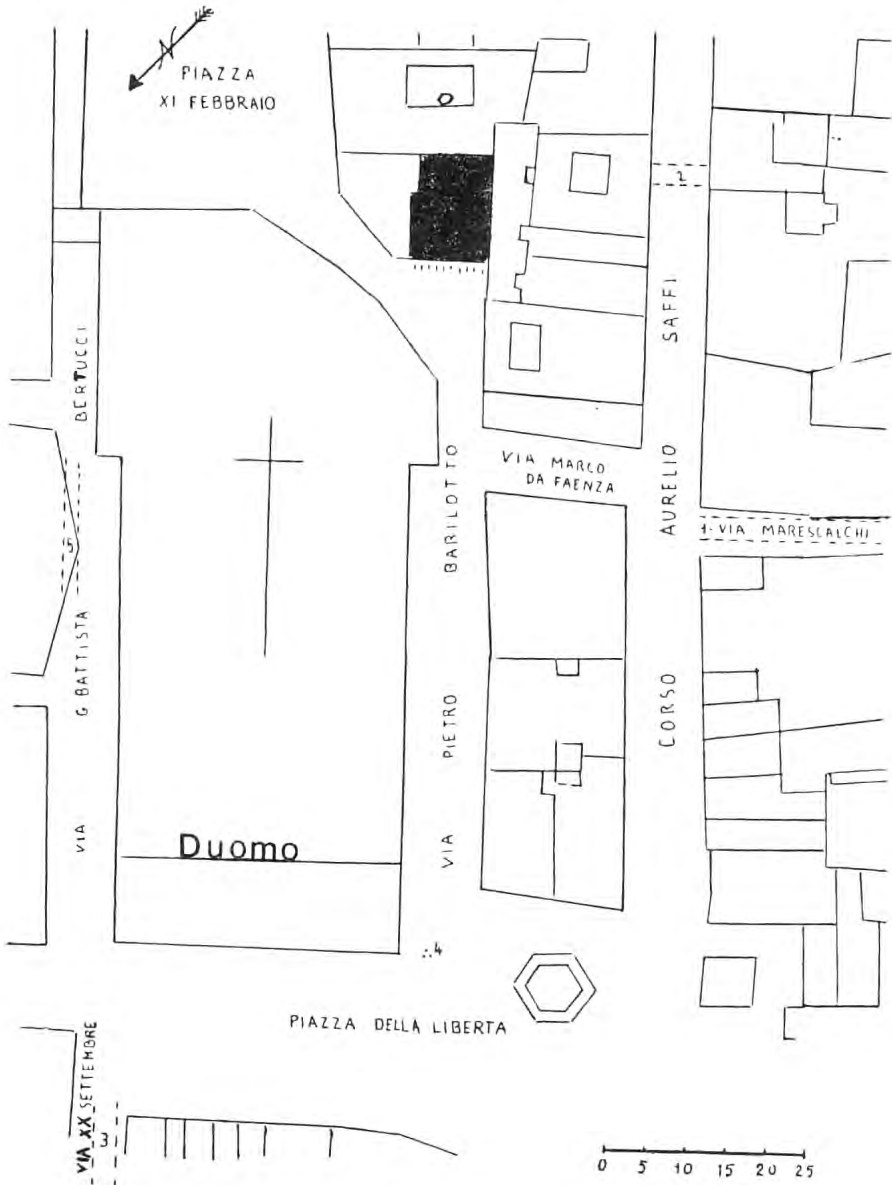 N
PIAZZA
XI FEBBRAIO
2
SAFFI
BERTUCCI
VIA MARCO
DA FAENZA
BARILOTTO
AURELIO
1-VIA MARESCALCHI
5
G BATTISTA
CORSO
PIETRO
VIA
Duomo
VIA
4
PIAZZA DELLA LIBERTA
VIA XX SETTEMBRE
3
0 5 10 15 20 25